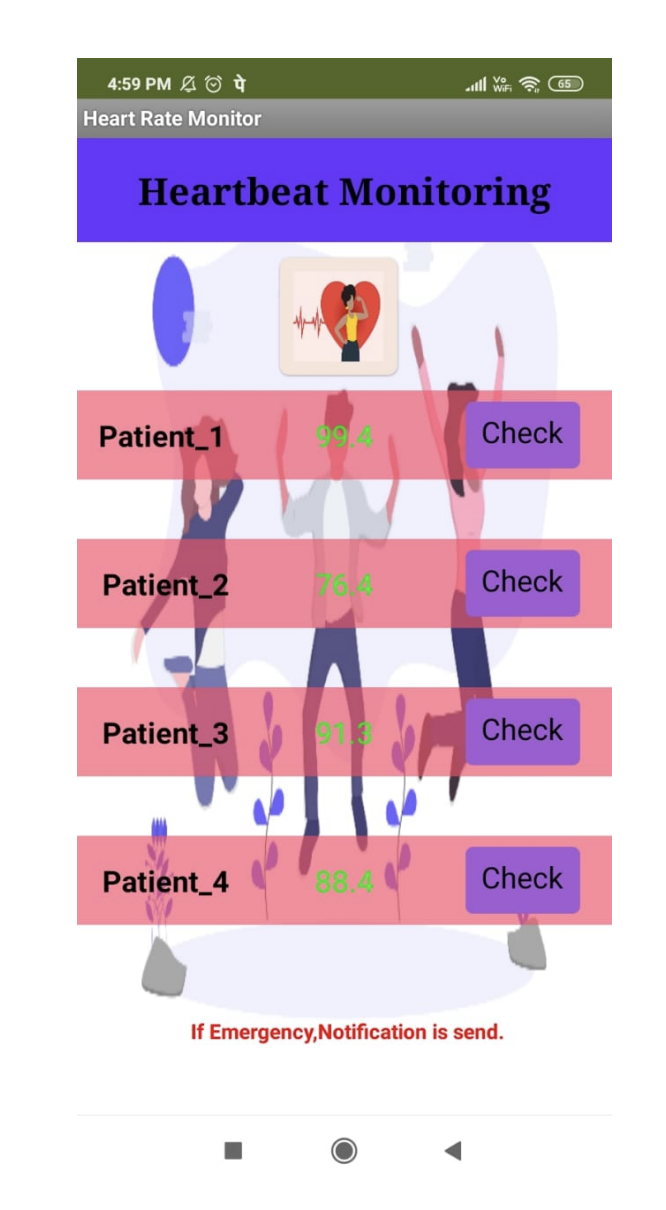 4:59 PM पे Vo WiFi 65
Heart Rate Monitor
Heartbeat Monitoring
Patient_1 99.4 Check
Patient_2 76.4 Check
Patient_3 91.3 Check
Patient_4 88.4 Check
If Emergency,Notification is send.